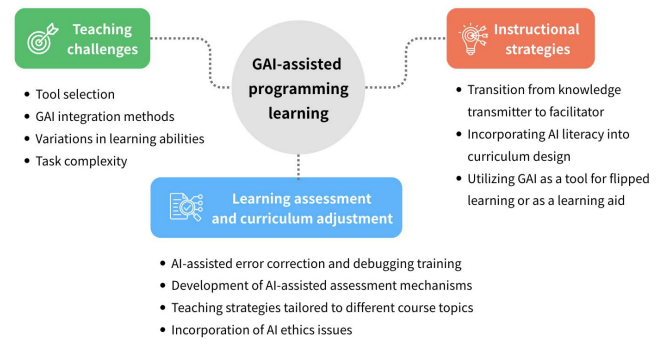 Teaching
challenges
• Tool selection
• GAI integration methods
• Variations in learning abilities
• Task complexity
GAI-assisted
programming
learning
Instructional
strategies
• Transition from knowledge
transmitter to facilitator
• Incorporating AI literacy into
curriculum design
• Utilizing GAI as a tool for flipped
learning or as a learning aid
Learning assessment
and curriculum adjustment
• AI-assisted error correction and debugging training
• Development of AI-assisted assessment mechanisms
• Teaching strategies tailored to different course topics
• Incorporation of AI ethics issues